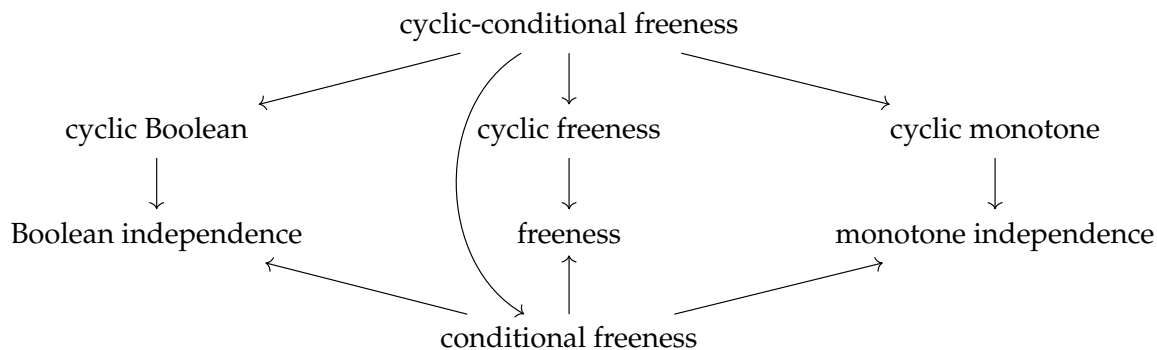 cyclic-conditional freeness
cyclic Boolean cyclic freeness cyclic monotone
Boolean independence freeness monotone independence
conditional freeness